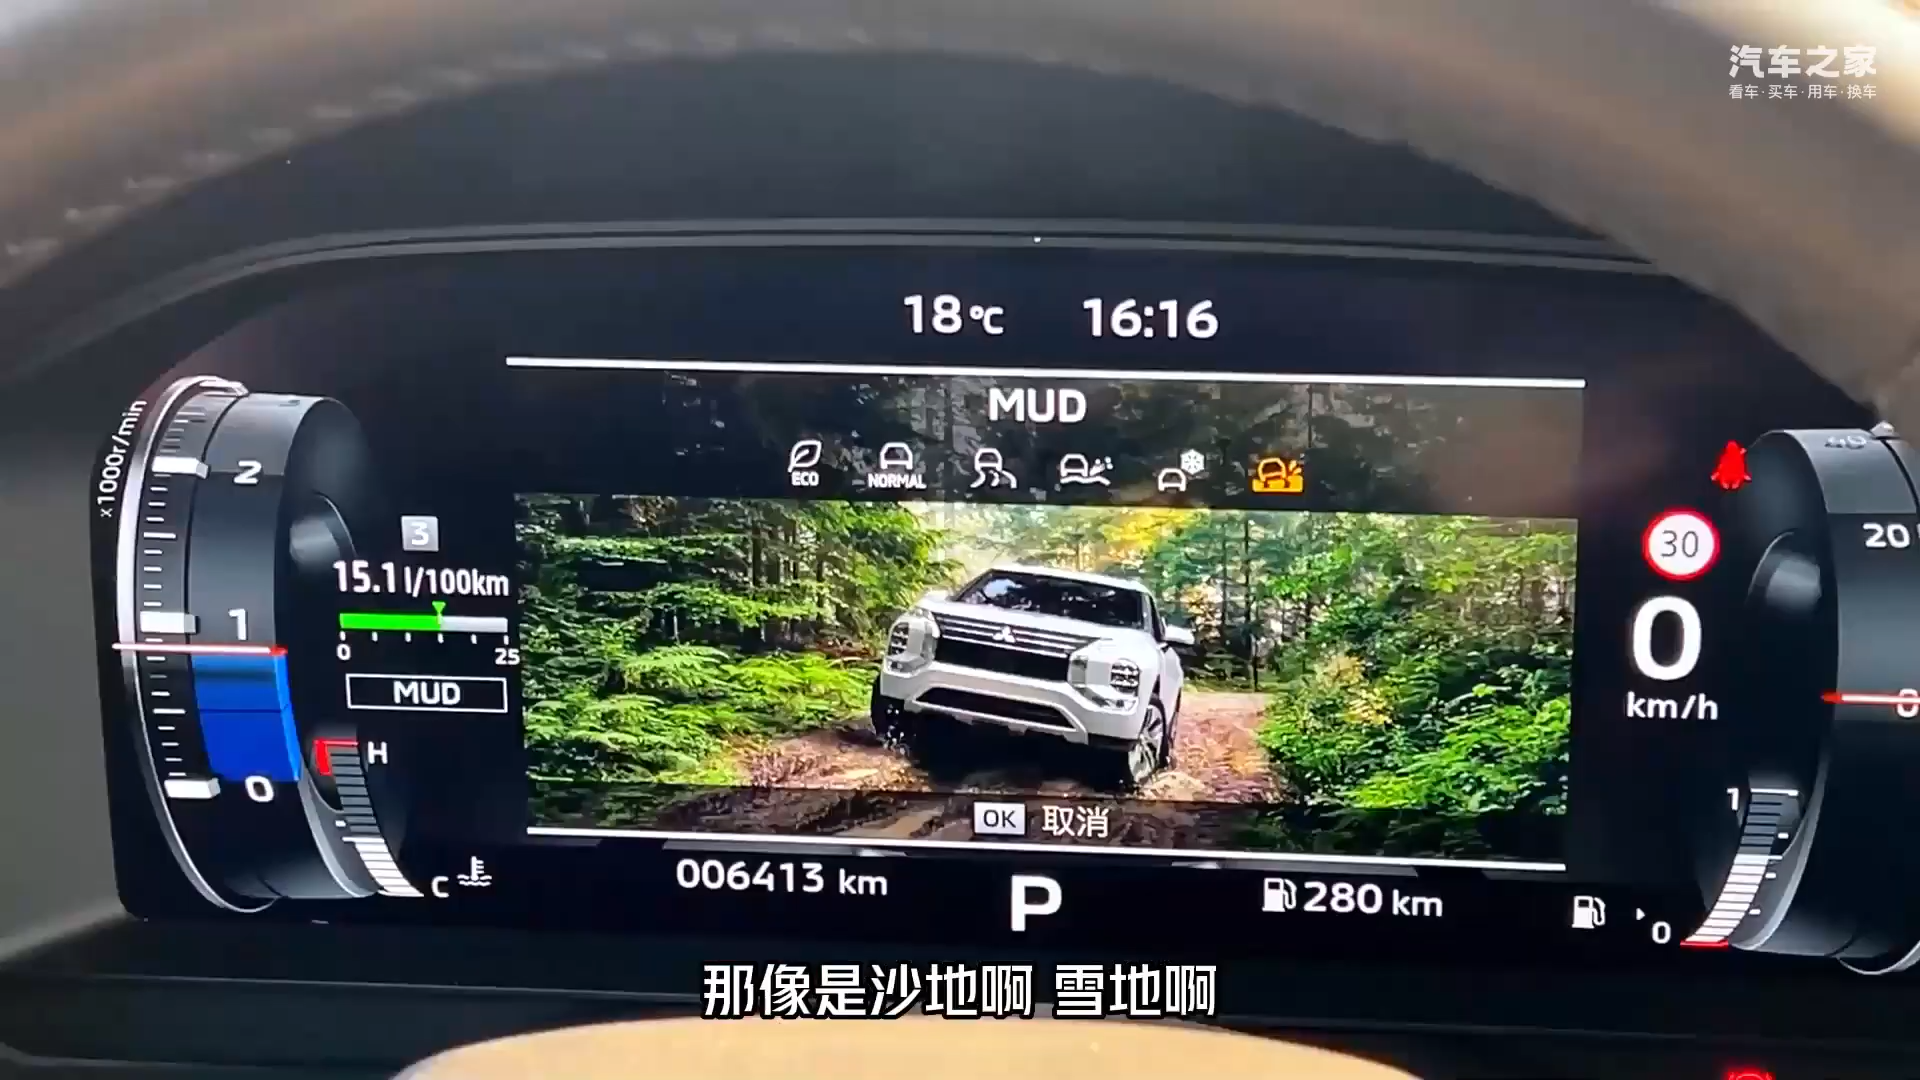 汽车之家
看车·买车·用车·换车
18°C 16:16
MUD
ECO
NORMAL
x1000r/min
2
1
0
3
15.1 l/100km
0 25
MUD
H
C
30
0
km/h
20
0
1
0
OK 取消
006413 km
P
280 km
那像是沙地啊 雪地啊